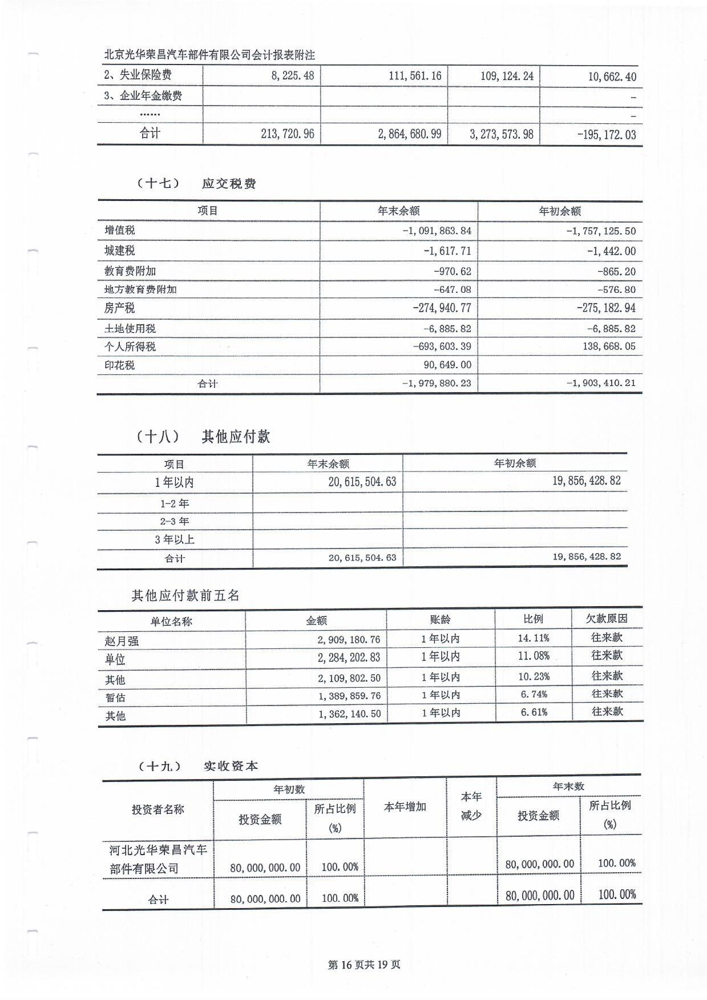 北京光华荣昌汽车部件有限公司会计报表附注
2、失业保险费 8,225.48 111,561.16 109,124.24 10,662.40
3、企业年金缴费 -
…… -
合计 213,720.96 2,864,680.99 3,273,573.98 -195,172.03
（十七） 应交税费
项目 年末余额 年初余额
增值税 -1,091,863.84 -1,757,125.50
城建税 -1,617.71 -1,442.00
教育费附加 -970.62 -865.20
地方教育费附加 -647.08 -576.80
房产税 -274,940.77 -275,182.94
土地使用税 -6,885.82 -6,885.82
个人所得税 -693,603.39 138,668.05
印花税 90,649.00
合计 -1,979,880.23 -1,903,410.21
（十八） 其他应付款
项目 年末余额 年初余额
1年以内 20,615,504.63 19,856,428.82
1-2年
2-3年
3年以上
合计 20,615,504.63 19,856,428.82
其他应付款前五名
单位名称 金额 账龄 比例 欠款原因
赵月强 2,909,180.76 1年以内 14.11% 往来款
单位 2,284,202.83 1年以内 11.08% 往来款
其他 2,109,802.50 1年以内 10.23% 往来款
暂估 1,389,859.76 1年以内 6.74% 往来款
其他 1,362,140.50 1年以内 6.61% 往来款
（十九） 实收资本
投资者名称 年初数 本年增加 本年减少 年末数
投资金额 所占比例(%) 投资金额 所占比例(%)
河北光华荣昌汽车
部件有限公司 80,000,000.00 100.00% 80,000,000.00 100.00%
合计 80,000,000.00 100.00% 80,000,000.00 100.00%
第16页共19页